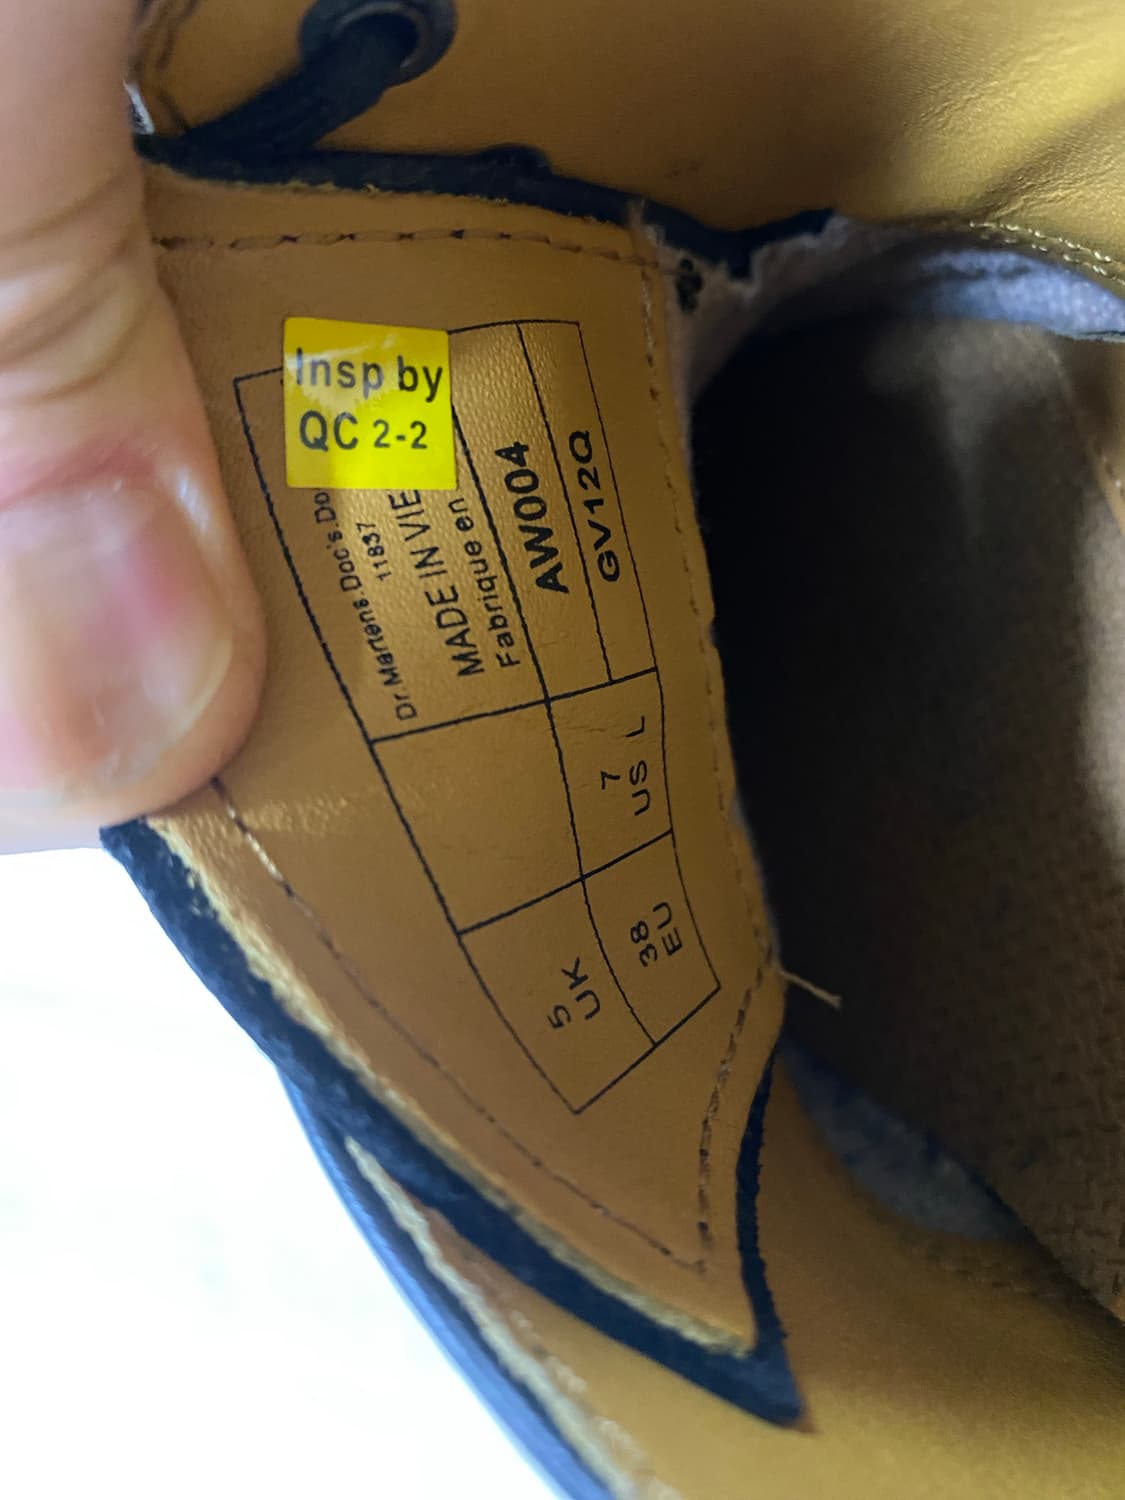 Insp by
QC 2-2
Dr.Martens.Doc's.Do
11837
MADE IN VIE
Fabrique en
AW004
GV12Q
7
US L
5
UK
38
EU